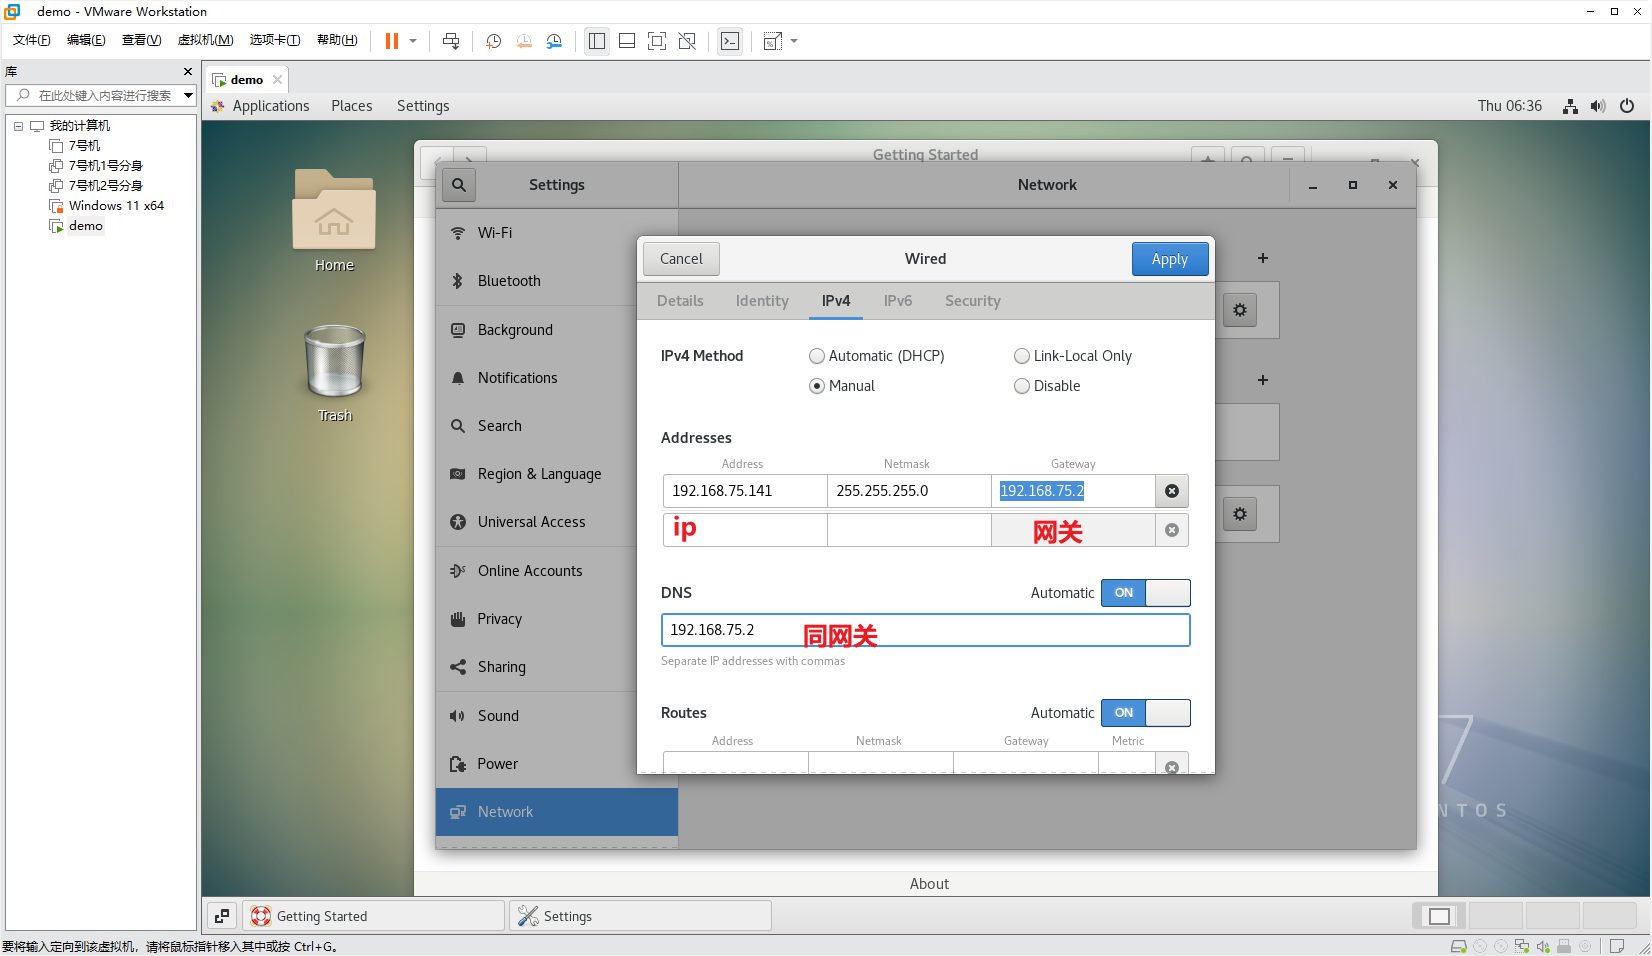 demo - VMware Workstation
文件(F) 编辑(E) 查看(V) 虚拟机(M) 选项卡(T) 帮助(H)
库
在此处键入内容进行搜索
我的计算机
7号机
7号机1号分身
7号机2号分身
Windows 11 x64
demo
demo
Applications Places Settings
Thu 06:36
Home
Trash
Getting Started
Settings
Network
Wi-Fi
Bluetooth
Background
Notifications
Search
Region & Language
Universal Access
Online Accounts
Privacy
Sharing
Sound
Power
Network
Cancel
Wired
Apply
Details Identity IPv4 IPv6 Security
IPv4 Method
Automatic (DHCP)
Link-Local Only
Manual
Disable
Addresses
Address Netmask Gateway
192.168.75.141 255.255.255.0 192.168.75.2
ip
网关
DNS
Automatic ON
192.168.75.2
同网关
Separate IP addresses with commas
Routes
Automatic ON
Address Netmask Gateway Metric
7
NTOS
About
Getting Started
Settings
要将输入定向到该虚拟机，请将鼠标指针移入其中或按 Ctrl+G。